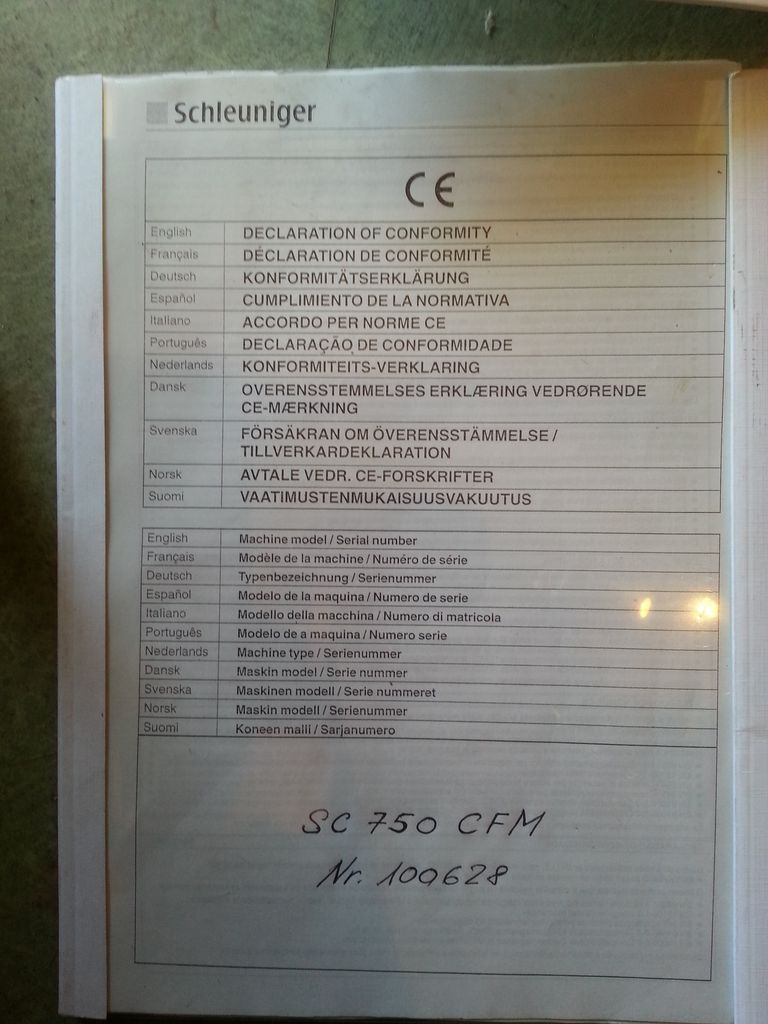 Schleuniger
CE
English DECLARATION OF CONFORMITY
Français DÉCLARATION DE CONFORMITÉ
Deutsch KONFORMITÄTSERKLÄRUNG
Español CUMPLIMIENTO DE LA NORMATIVA
Italiano ACCORDO PER NORME CE
Português DECLARAÇÃO DE CONFORMIDADE
Nederlands KONFORMITEITS-VERKLARING
Dansk OVERENSSTEMMELSES ERKLÆRING VEDRØRENDE
CE-MÆRKNING
Svenska FÖRSÄKRAN OM ÖVERENSSTÄMMELSE /
TILLVERKARDEKLARATION
Norsk AVTALE VEDR. CE-FORSKRIFTER
Suomi VAATIMUSTENMUKAISUUSVAKUUTUS
English Machine model / Serial number
Français Modèle de la machine / Numéro de série
Deutsch Typenbezeichnung / Serienummer
Español Modelo de la maquina / Numero de serie
Italiano Modello della macchina / Numero di matricola
Português Modelo de a maquina / Numero serie
Nederlands Machine type / Serienummer
Dansk Maskin model / Serie nummer
Svenska Maskinen modell / Serie nummeret
Norsk Maskin modell / Serienummer
Suomi Koneen malii / Sarjanumero
SC 750 CFM
Nr. 100628